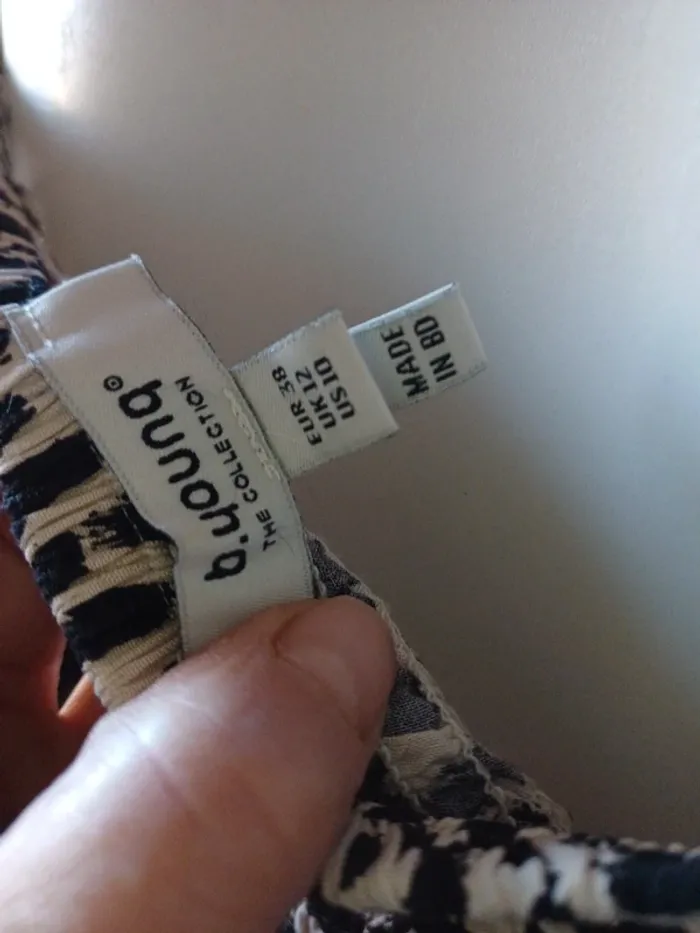 b.young®
THE COLLECTION
EUR 38
UK 12
US 10
MADE
IN BD